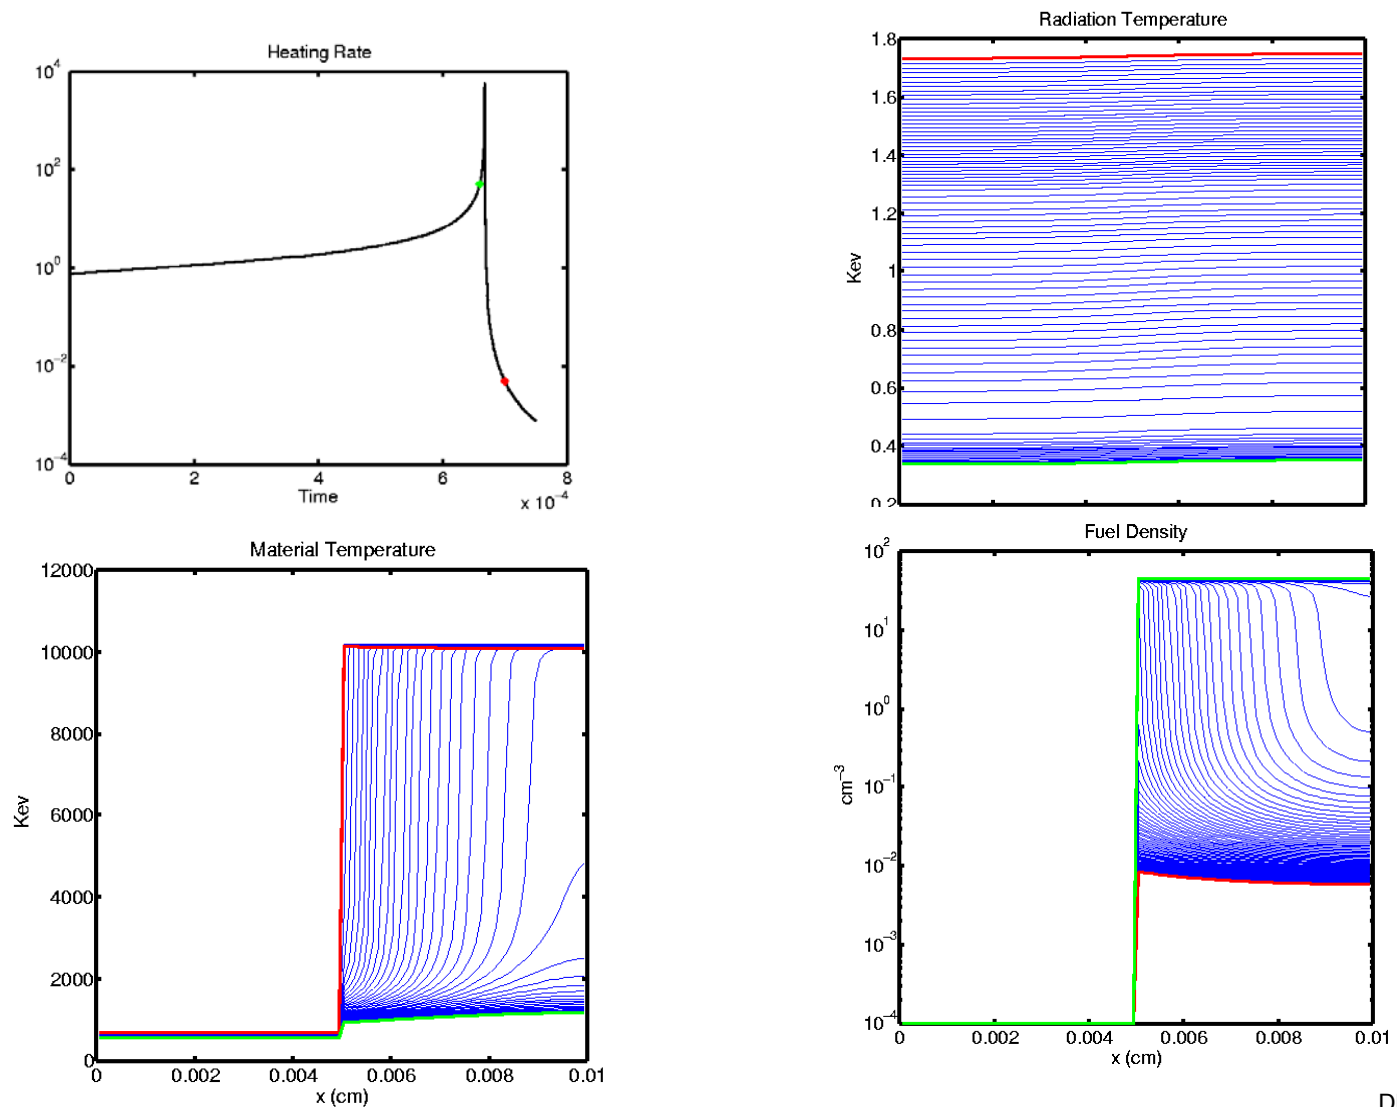 Heating Rate
10^4
10^2
10^0
10^−2
10^−4
0 2 4 6 8
Time
x 10^−4
Radiation Temperature
1.8
1.6
1.4
1.2
1
0.8
0.6
0.4
0.2
Kev
Material Temperature
12000
10000
8000
6000
4000
2000
0
Kev
0 0.002 0.004 0.006 0.008 0.01
x (cm)
Fuel Density
10^2
10^1
10^0
10^−1
10^−2
10^−3
10^−4
cm^−3
0 0.002 0.004 0.006 0.008 0.01
x (cm)
D